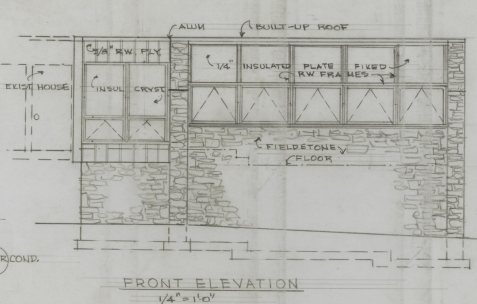 ALUM
BUILT-UP ROOF
5/8" RW. PLY
1/4" INSULATED PLATE FIXED
RW FRAMES
EXIST. HOUSE
INSUL CRYST
FIELDSTONE
FLOOR
R COND.
FRONT ELEVATION
1/4" = 1'0"